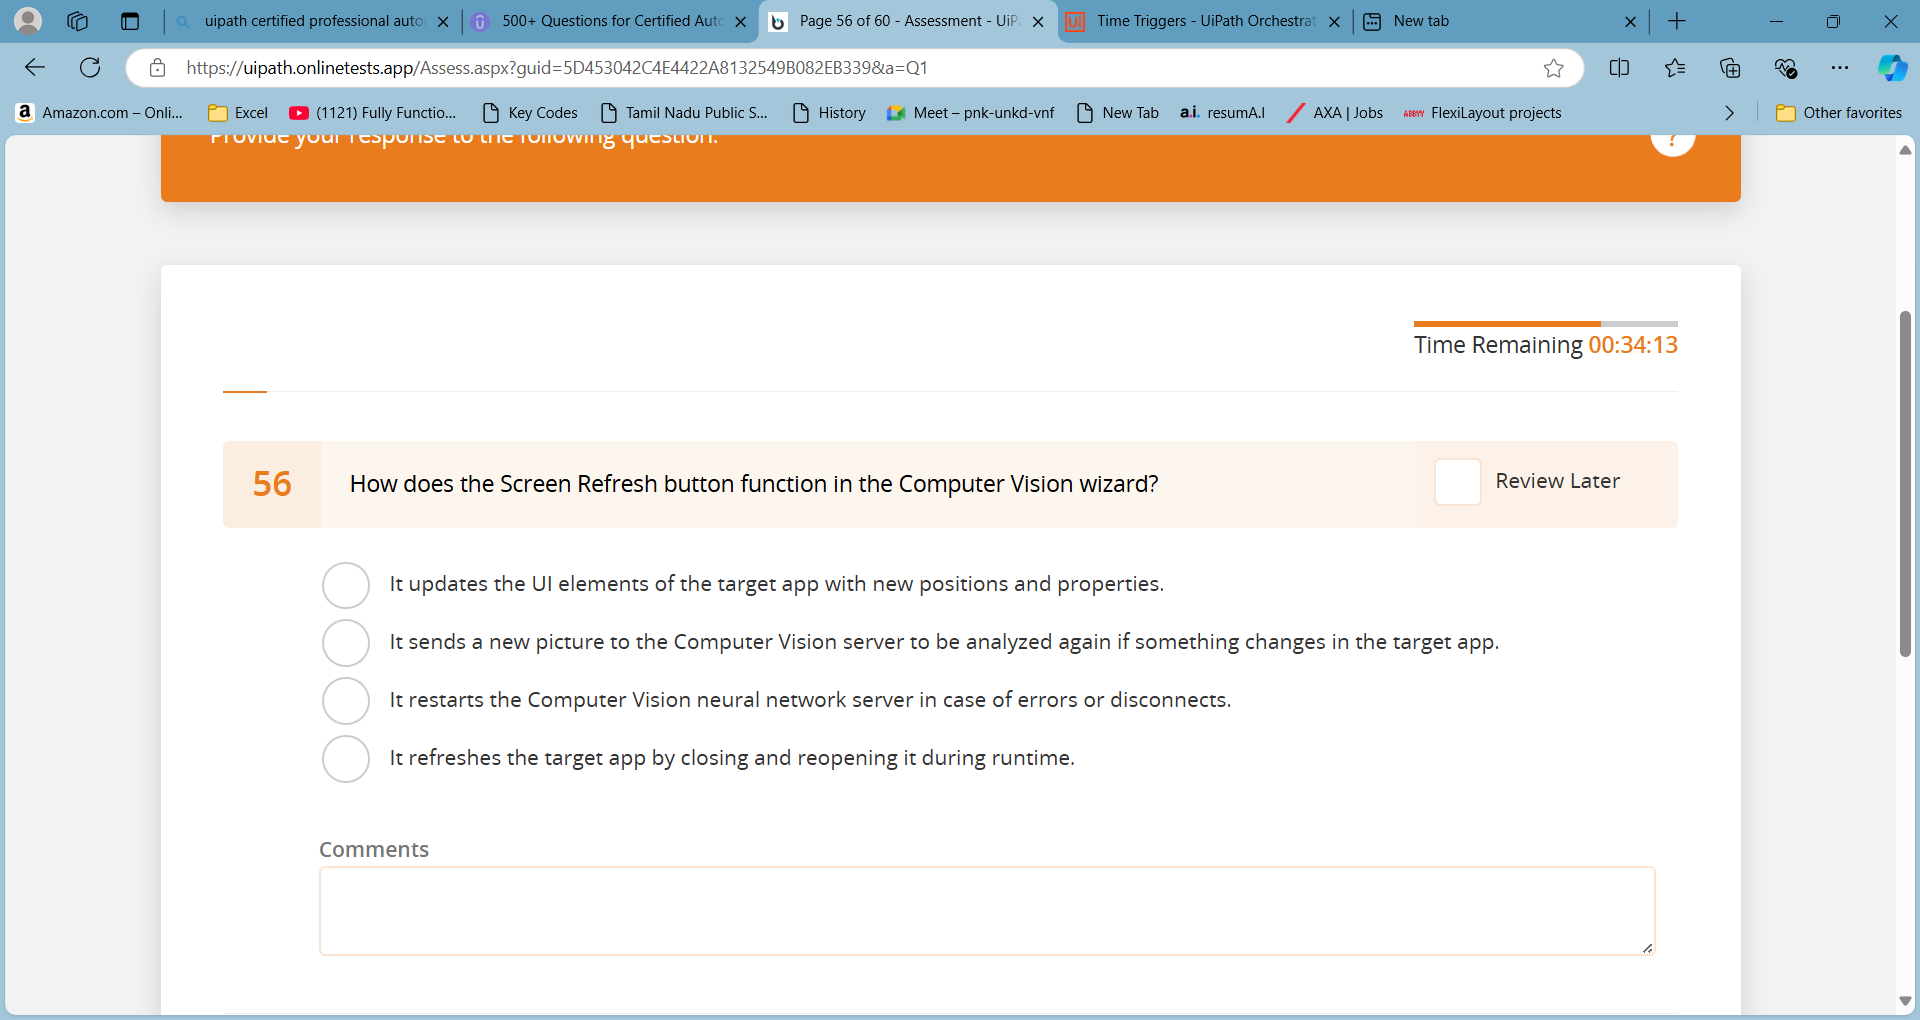 uipath certified professional auto
500+ Questions for Certified Auto
Page 56 of 60 - Assessment - UiP
Time Triggers - UiPath Orchestrat
New tab
https://uipath.onlinetests.app/Assess.aspx?guid=5D453042C4E4422A8132549B082EB339&a=Q1
Amazon.com – Onli...
Excel
(1121) Fully Functio...
Key Codes
Tamil Nadu Public S...
History
Meet – pnk-unkd-vnf
New Tab
a.i. resumA.I
AXA | Jobs
ABBYY FlexiLayout projects
Other favorites
Provide your response to the following question.
?
Time Remaining 00:34:13
56
How does the Screen Refresh button function in the Computer Vision wizard?
Review Later
It updates the UI elements of the target app with new positions and properties.
It sends a new picture to the Computer Vision server to be analyzed again if something changes in the target app.
It restarts the Computer Vision neural network server in case of errors or disconnects.
It refreshes the target app by closing and reopening it during runtime.
Comments